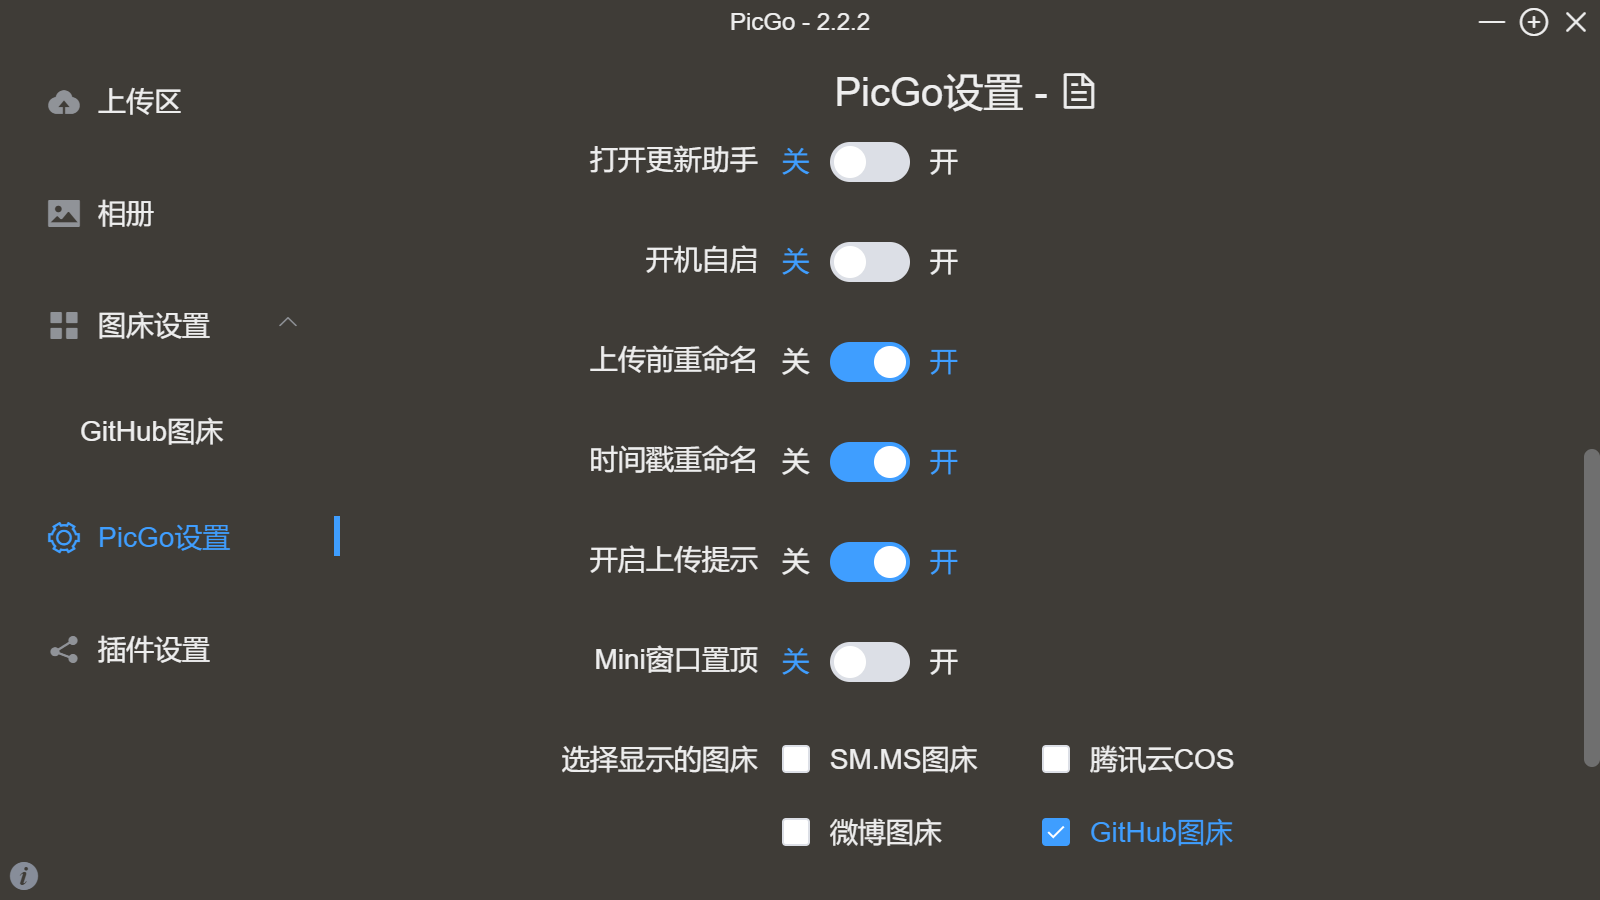 PicGo - 2.2.2
上传区
相册
图床设置
GitHub图床
PicGo设置
插件设置
PicGo设置 -
打开更新助手 关 开
开机自启 关 开
上传前重命名 关 开
时间戳重命名 关 开
开启上传提示 关 开
Mini窗口置顶 关 开
选择显示的图床 SM.MS图床 腾讯云COS
微博图床 GitHub图床